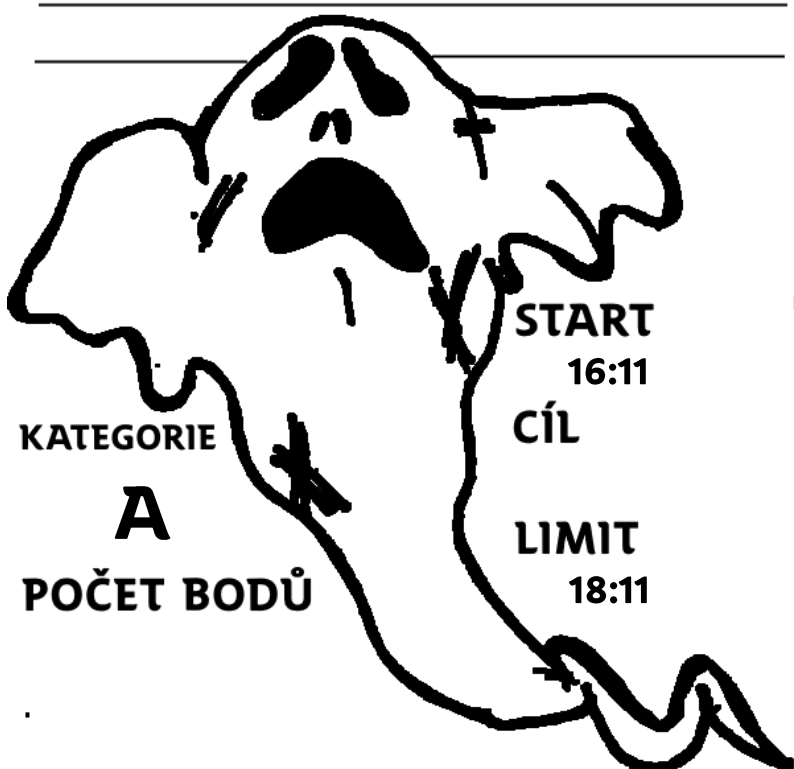 START
16:11
CÍL
KATEGORIE
A
LIMIT
18:11
POČET BODŮ